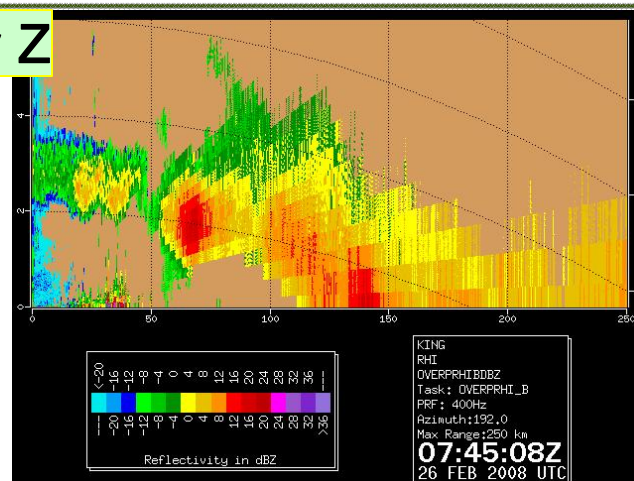 Z
4
2
0
0 50 100 150 200 250
<-20 -16 -12 -8 -4 0 4 8 12 16 20 24 28 32 36 ---
--- -20 -16 -12 -8 -4 0 4 8 12 16 20 24 28 32 >36
Reflectivity in dBZ
KING
RHI
OVERPRHIBDBZ
Task: OVERPRHI_B
PRF: 400Hz
Azimuth:192.0
Max Range:250 km
07:45:08Z
26 FEB 2008 UTC